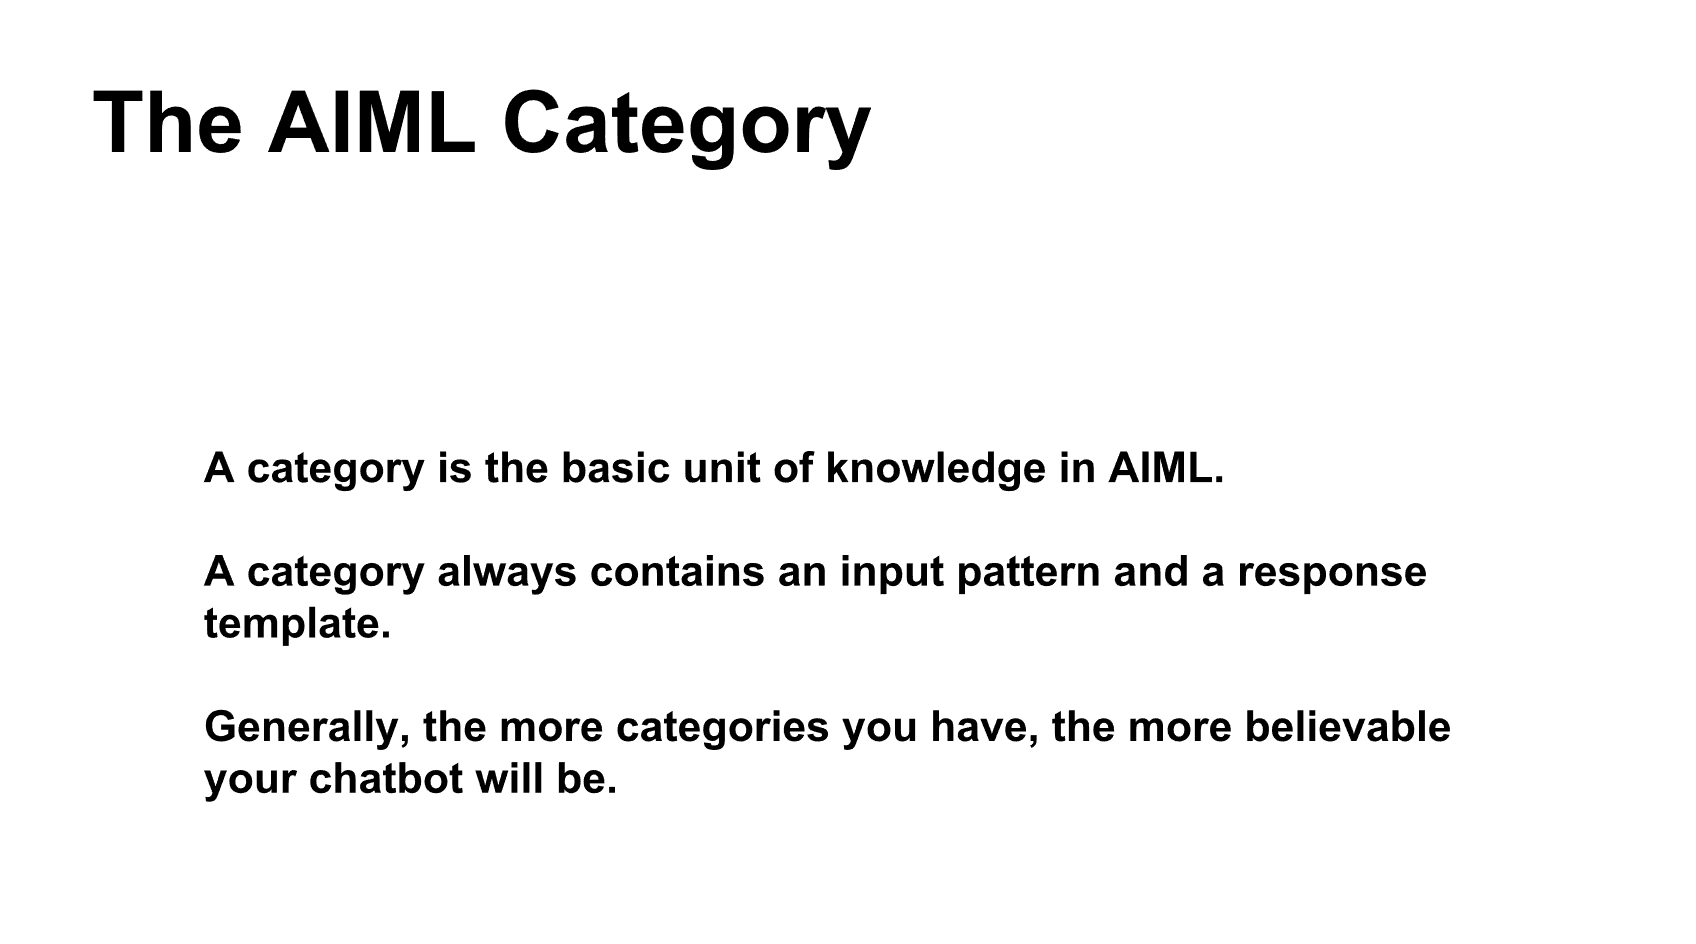 The AIML Category
A category is the basic unit of knowledge in AIML.
A category always contains an input pattern and a response
template.
Generally, the more categories you have, the more believable
your chatbot will be.